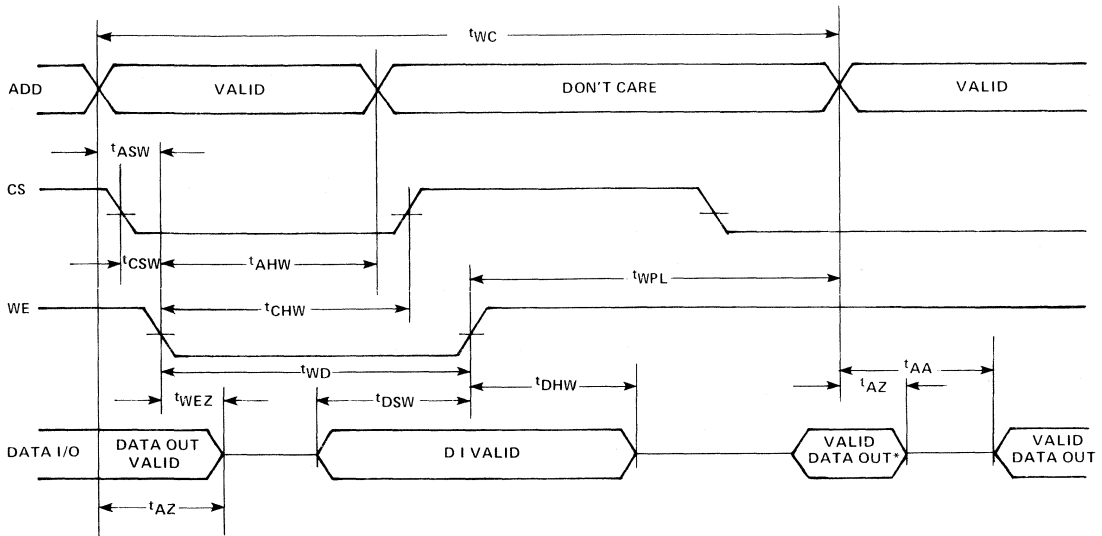 tWC
ADD VALID DON'T CARE VALID
tASW
CS
tCSW tAHW tWPL
WE tCHW
tWD tDHW tAA
tAZ
tWEZ tDSW
DATA I/O DATA OUT VALID D I VALID VALID DATA OUT* VALID DATA OUT
tAZ